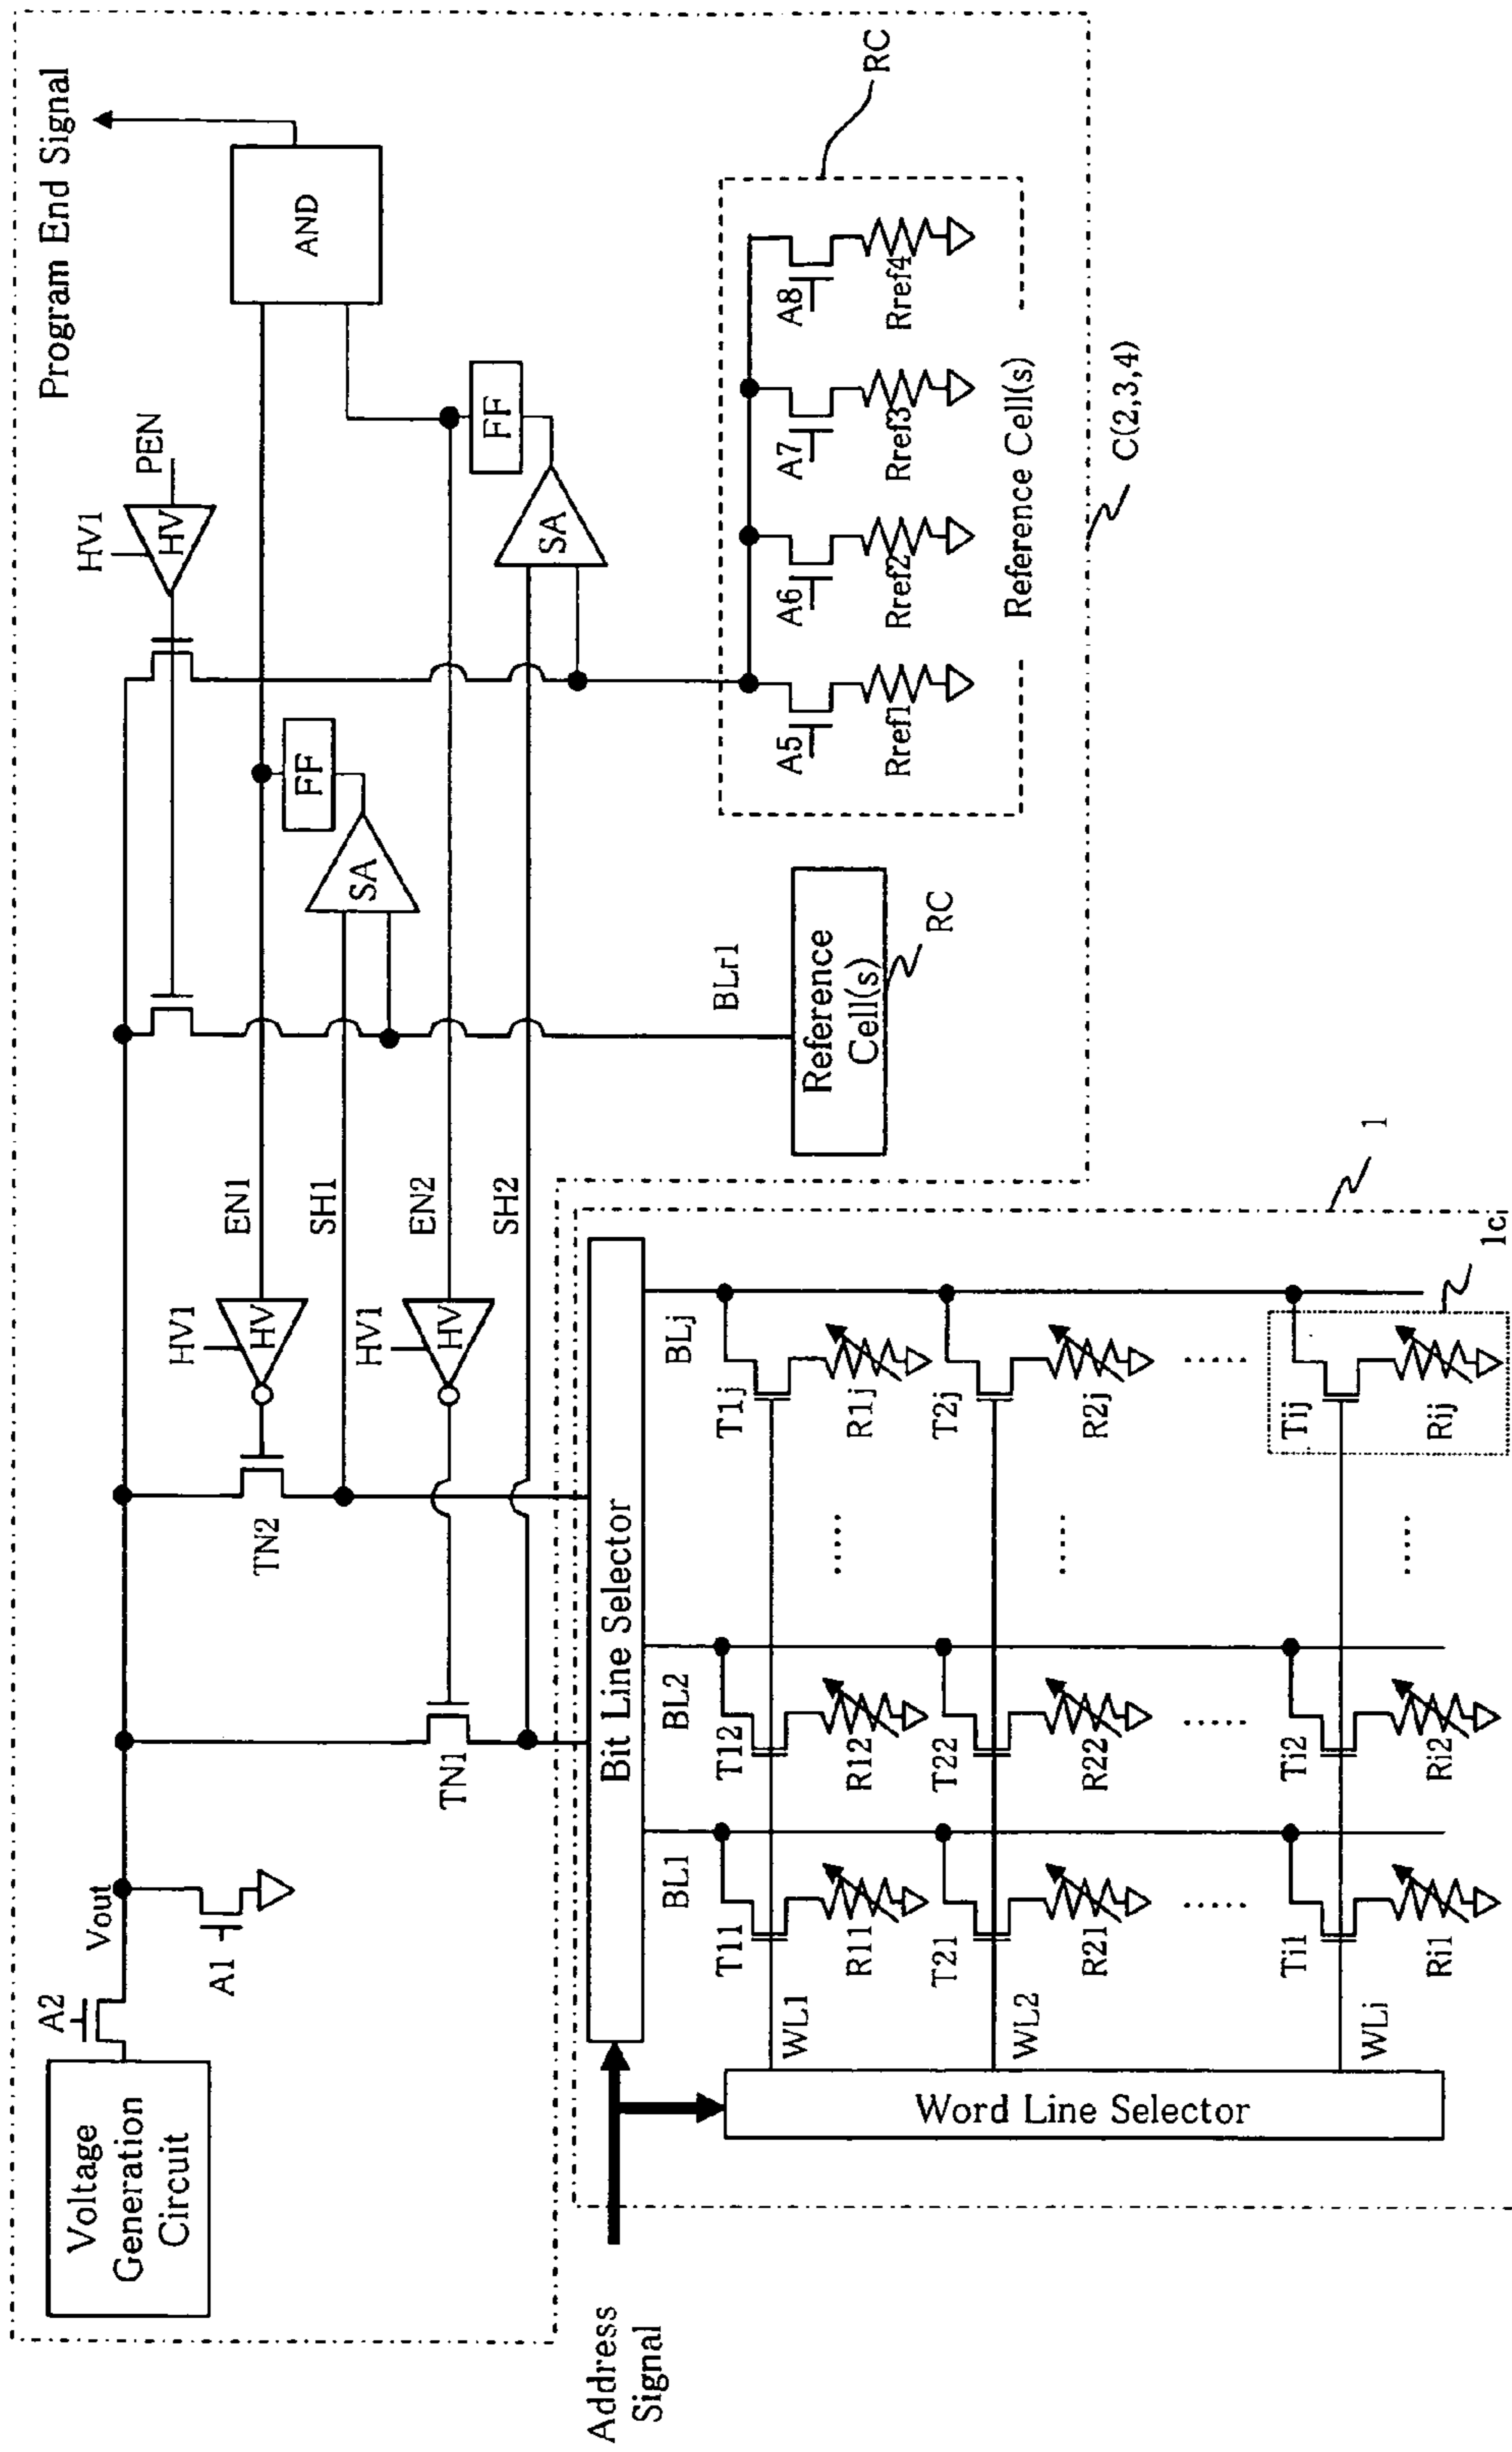 Voltage
Generation
Circuit
A2
Vout
A1
TN1
TN2
HV1
HV
HV1
HV
EN1
SH1
EN2
SH2
SA
FF
HV1
HV
PEN
SA
FF
AND
Program End Signal
BLr1
Reference
Cell(s)
RC
A5
A6
A7
A8
Rref1
Rref2
Rref3
Rref4
Reference Cell(s)
RC
C(2,3,4)
Address
Signal
Bit Line Selector
Word Line Selector
BL1
BL2
BLj
1
WL1
T11
R11
T12
R12
.....
T1j
R1j
WL2
T21
R21
T22
R22
.....
T2j
R2j
.....
.....
.....
WLi
Ti1
Ri1
Ti2
Ri2
.....
Tij
Rij
1c